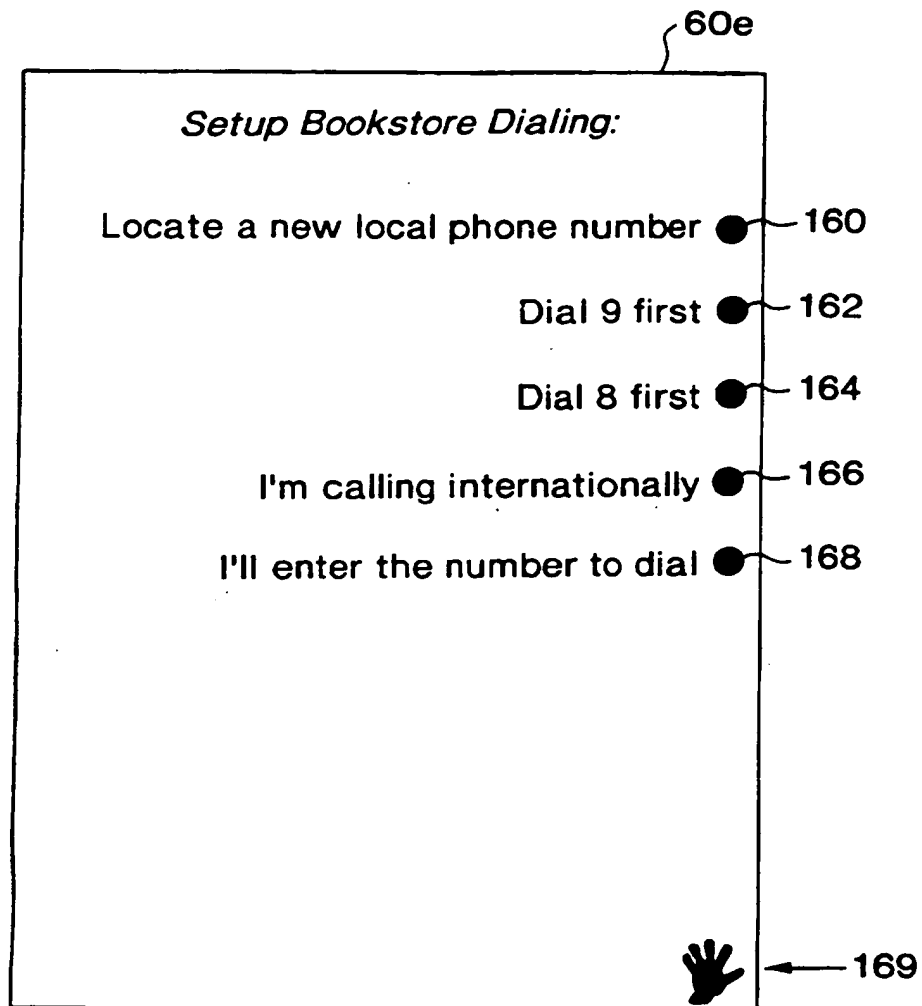 60e
Setup Bookstore Dialing:
Locate a new local phone number 160
Dial 9 first 162
Dial 8 first 164
I'm calling internationally 166
I'll enter the number to dial 168
169